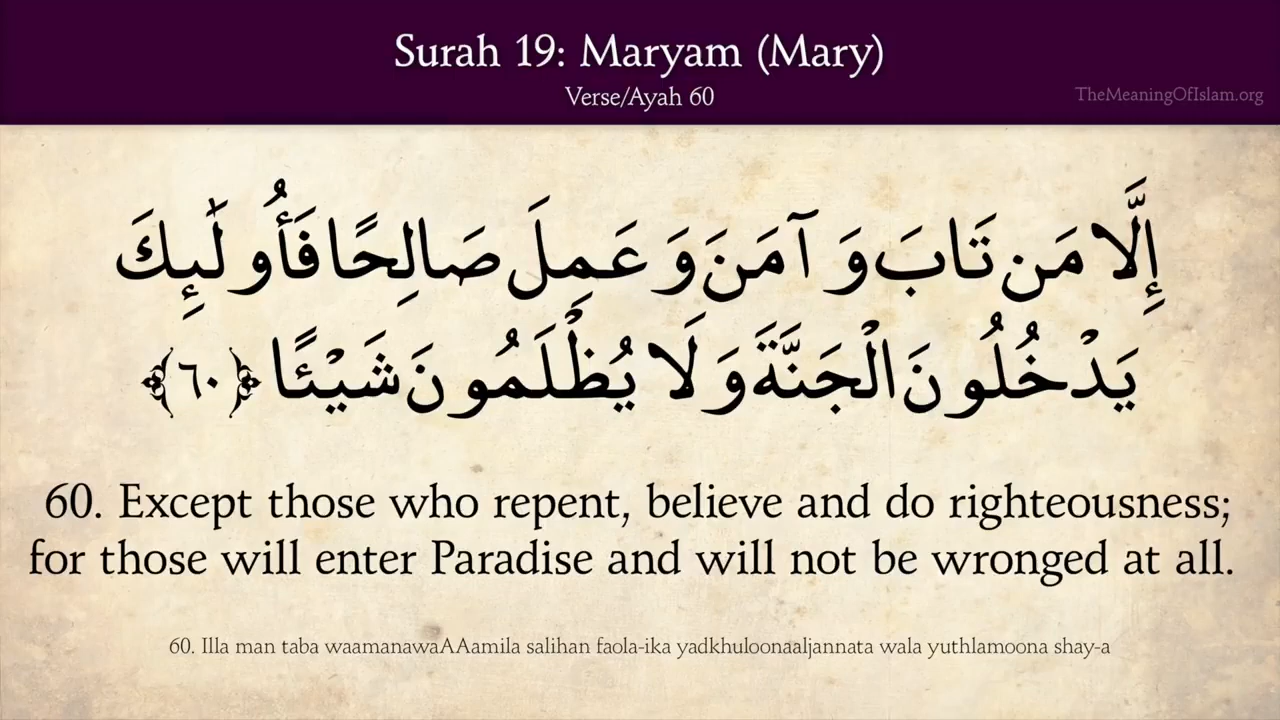 Surah 19: Maryam (Mary)
Verse/Ayah 60
TheMeaningOfIslam.org
إِلَّا مَن تَابَ وَآمَنَ وَعَمِلَ صَالِحًا فَأُولَٰئِكَ
يَدْخُلُونَ الْجَنَّةَ وَلَا يُظْلَمُونَ شَيْئًا ﴿٦٠﴾
60. Except those who repent, believe and do righteousness;
for those will enter Paradise and will not be wronged at all.
60. Illa man taba waamanawaAAamila salihan faola-ika yadkhuloonaaljannata wala yuthlamoona shay-a